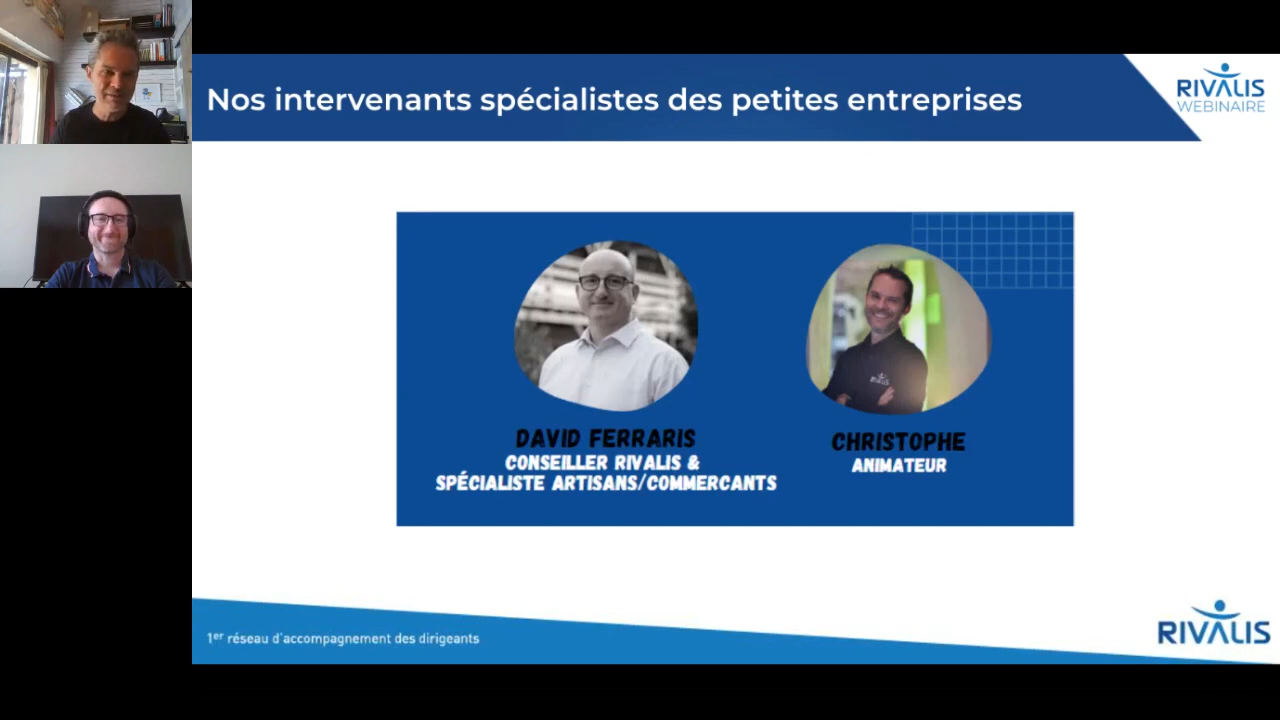 Nos intervenants spécialistes des petites entreprises
RIVALIS
WEBINAIRE
DAVID FERRARIS
CONSEILLER RIVALIS &
SPÉCIALISTE ARTISANS/COMMERCANTS
CHRISTOPHE
ANIMATEUR
RIVALIS
1er réseau d'accompagnement des dirigeants
RIVALIS